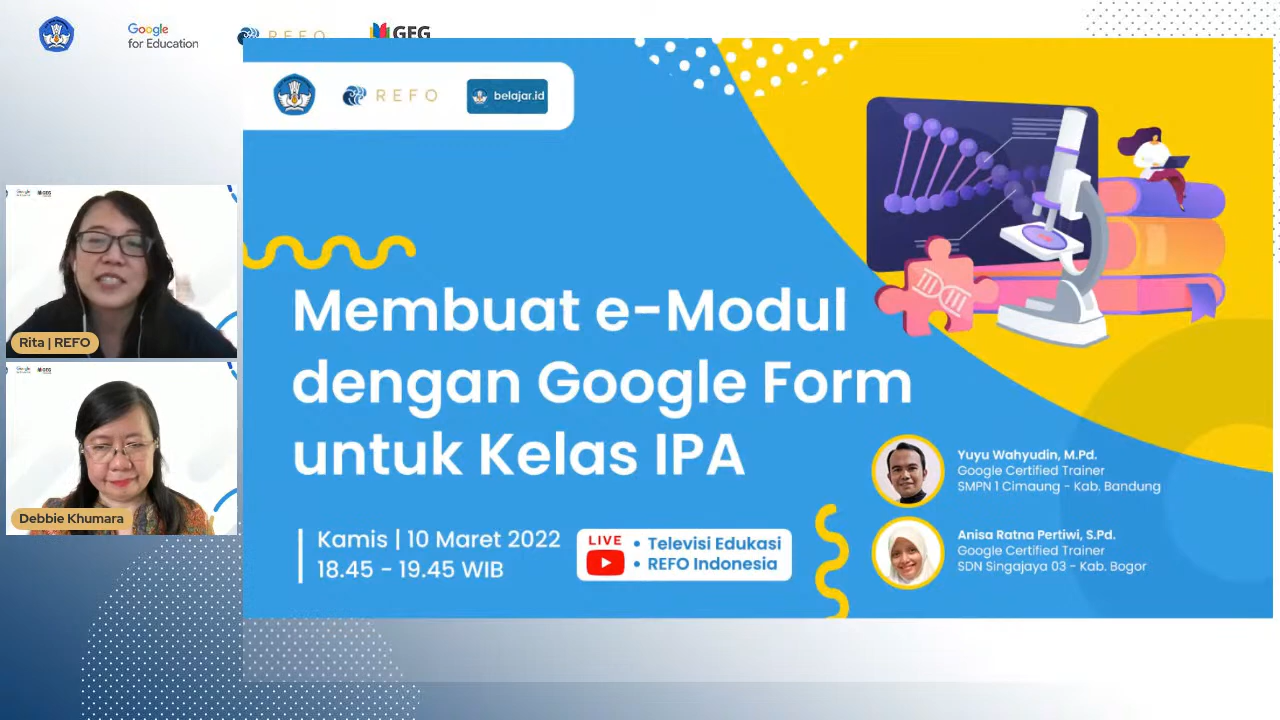 Google
for Education
REFO
GEG
REFO
belajar.id
Rita | REFO
Debbie Khumara
Membuat e-Modul
dengan Google Form
untuk Kelas IPA
Kamis | 10 Maret 2022
18.45 - 19.45 WIB
LIVE
• Televisi Edukasi
• REFO Indonesia
Yuyu Wahyudin, M.Pd.
Google Certified Trainer
SMPN 1 Cimaung - Kab. Bandung
Anisa Ratna Pertiwi, S.Pd.
Google Certified Trainer
SDN Singajaya 03 - Kab. Bogor